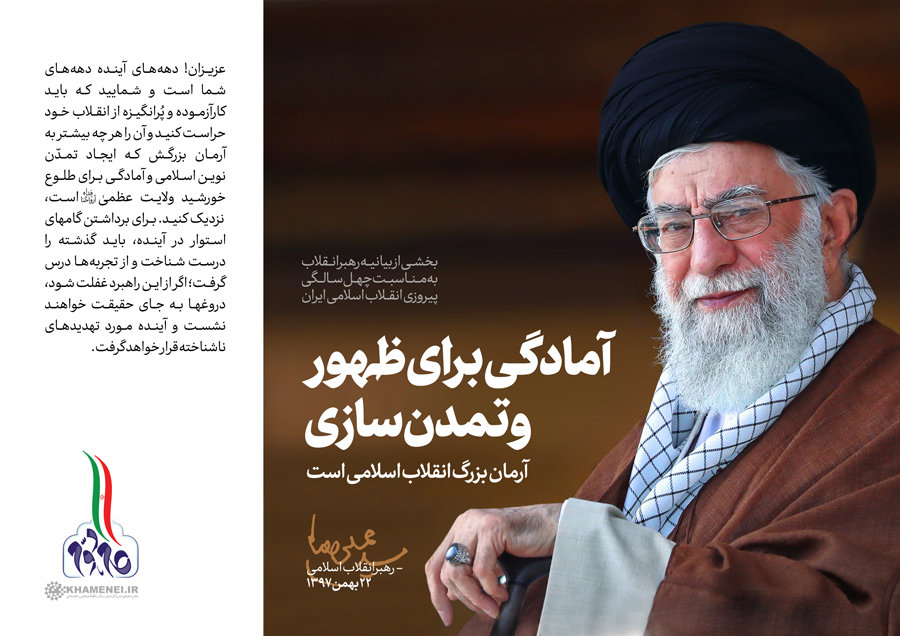 عزیزان! دهه‌های آینده دهه‌های
شما است و شمایید که باید
کارآزموده و پُرانگیزه از انقلاب خود
حراست کنید و آن را هر چه بیشتر به
آرمان بزرگش که ایجاد تمدّن
نوین اسلامی و آمادگی برای طلوع
خورشید ولایت عظمیٰ است،
نزدیک کنید. برای برداشتن گامهای
استوار در آینده، باید گذشته را
درست شناخت و از تجربه‌ها درس
گرفت؛ اگر از این راهبرد غفلت شود،
دروغها به جای حقیقت خواهند
نشست و آینده مورد تهدیدهای
ناشناخته قرار خواهد گرفت.
بخشی از بیانیه رهبر انقلاب
به مناسبت چهل سالگی
پیروزی انقلاب اسلامی ایران
آمادگی برای ظهور
و تمدن سازی
آرمان بزرگ انقلاب اسلامی است
- رهبر انقلاب اسلامی
۲۲ بهمن ۱۳۹۷
KHAMENEI.IR